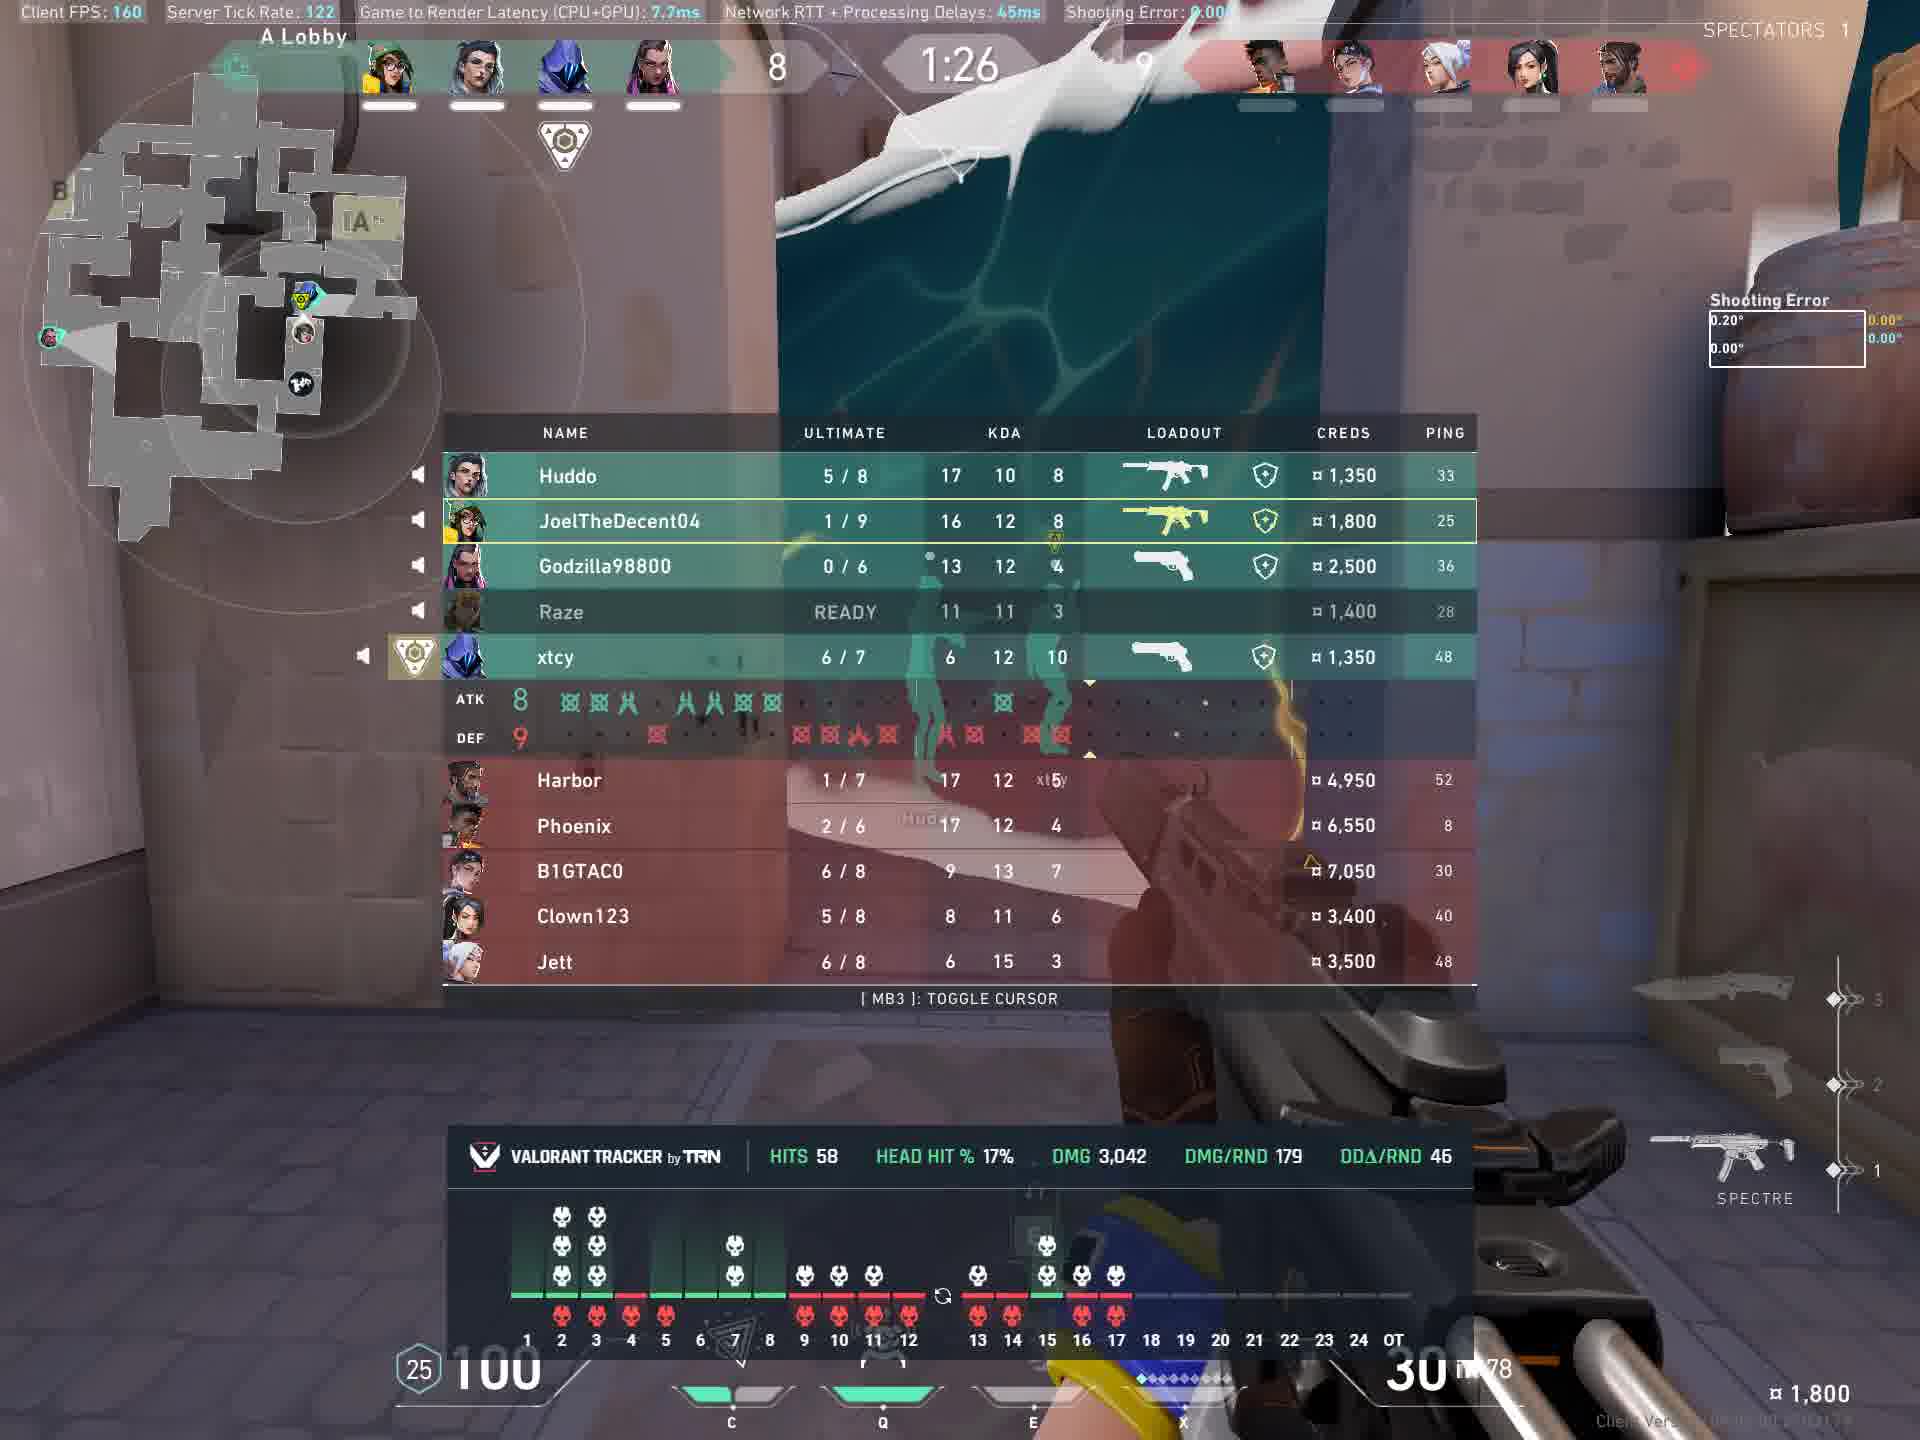 Client FPS: 160 Server Tick Rate: 122 Game to Render Latency (CPU+GPU): 7.7ms Network RTT + Processing Delays: 45ms Shooting Error: 0.00
SPECTATORS 1
A Lobby
8 1:26 9
B
A
Shooting Error
0.20° 0.00°
0.00° 0.00°
NAME ULTIMATE KDA LOADOUT CREDS PING
Huddo 5 / 8 17 10 8 ¤ 1,350 33
JoelTheDecent04 1 / 9 16 12 8 ¤ 1,800 25
Godzilla98800 0 / 6 13 12 4 ¤ 2,500 36
Raze READY 11 11 3 ¤ 1,400 28
xtcy 6 / 7 6 12 10 ¤ 1,350 48
ATK 8
DEF 9
Harbor 1 / 7 17 12 5 ¤ 4,950 52
xtcy
Phoenix 2 / 6 17 12 4 ¤ 6,550 8
B1GTAC0 6 / 8 9 13 7 ¤ 7,050 30
Clown123 5 / 8 8 11 6 ¤ 3,400 40
Jett 6 / 8 6 15 3 ¤ 3,500 48
[ MB3 ]: TOGGLE CURSOR
3
2
1
SPECTRE
VALORANT TRACKER by TRN HITS 58 HEAD HIT % 17% DMG 3,042 DMG/RND 179 DDΔ/RND 46
1 2 3 4 5 6 7 8 9 10 11 12 13 14 15 16 17 18 19 20 21 22 23 24 OT
25 100 30 78
¤ 1,800
C Q E X